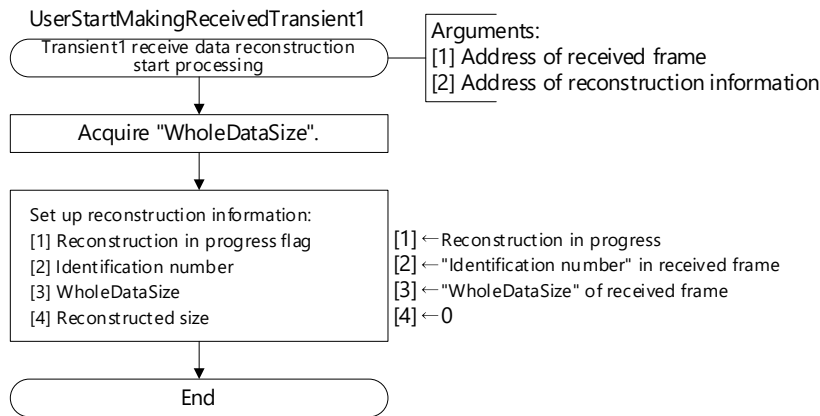 UserStartMakingReceivedTransient1
Transient1 receive data reconstruction
start processing
Arguments:
[1] Address of received frame
[2] Address of reconstruction information
Acquire "WholeDataSize".
Set up reconstruction information:
[1] Reconstruction in progress flag
[2] Identification number
[3] WholeDataSize
[4] Reconstructed size
[1] ←Reconstruction in progress
[2] ←"Identification number" in received frame
[3] ←"WholeDataSize" of received frame
[4] ←0
End